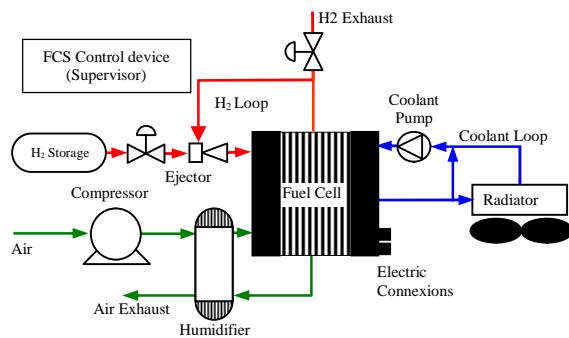 H2 Exhaust
FCS Control device
(Supervisor)
H2 Loop
Coolant
Pump
Coolant Loop
H2 Storage
Ejector
Fuel Cell
Compressor
Radiator
Air
Electric
Connexions
Air Exhaust
Humidifier